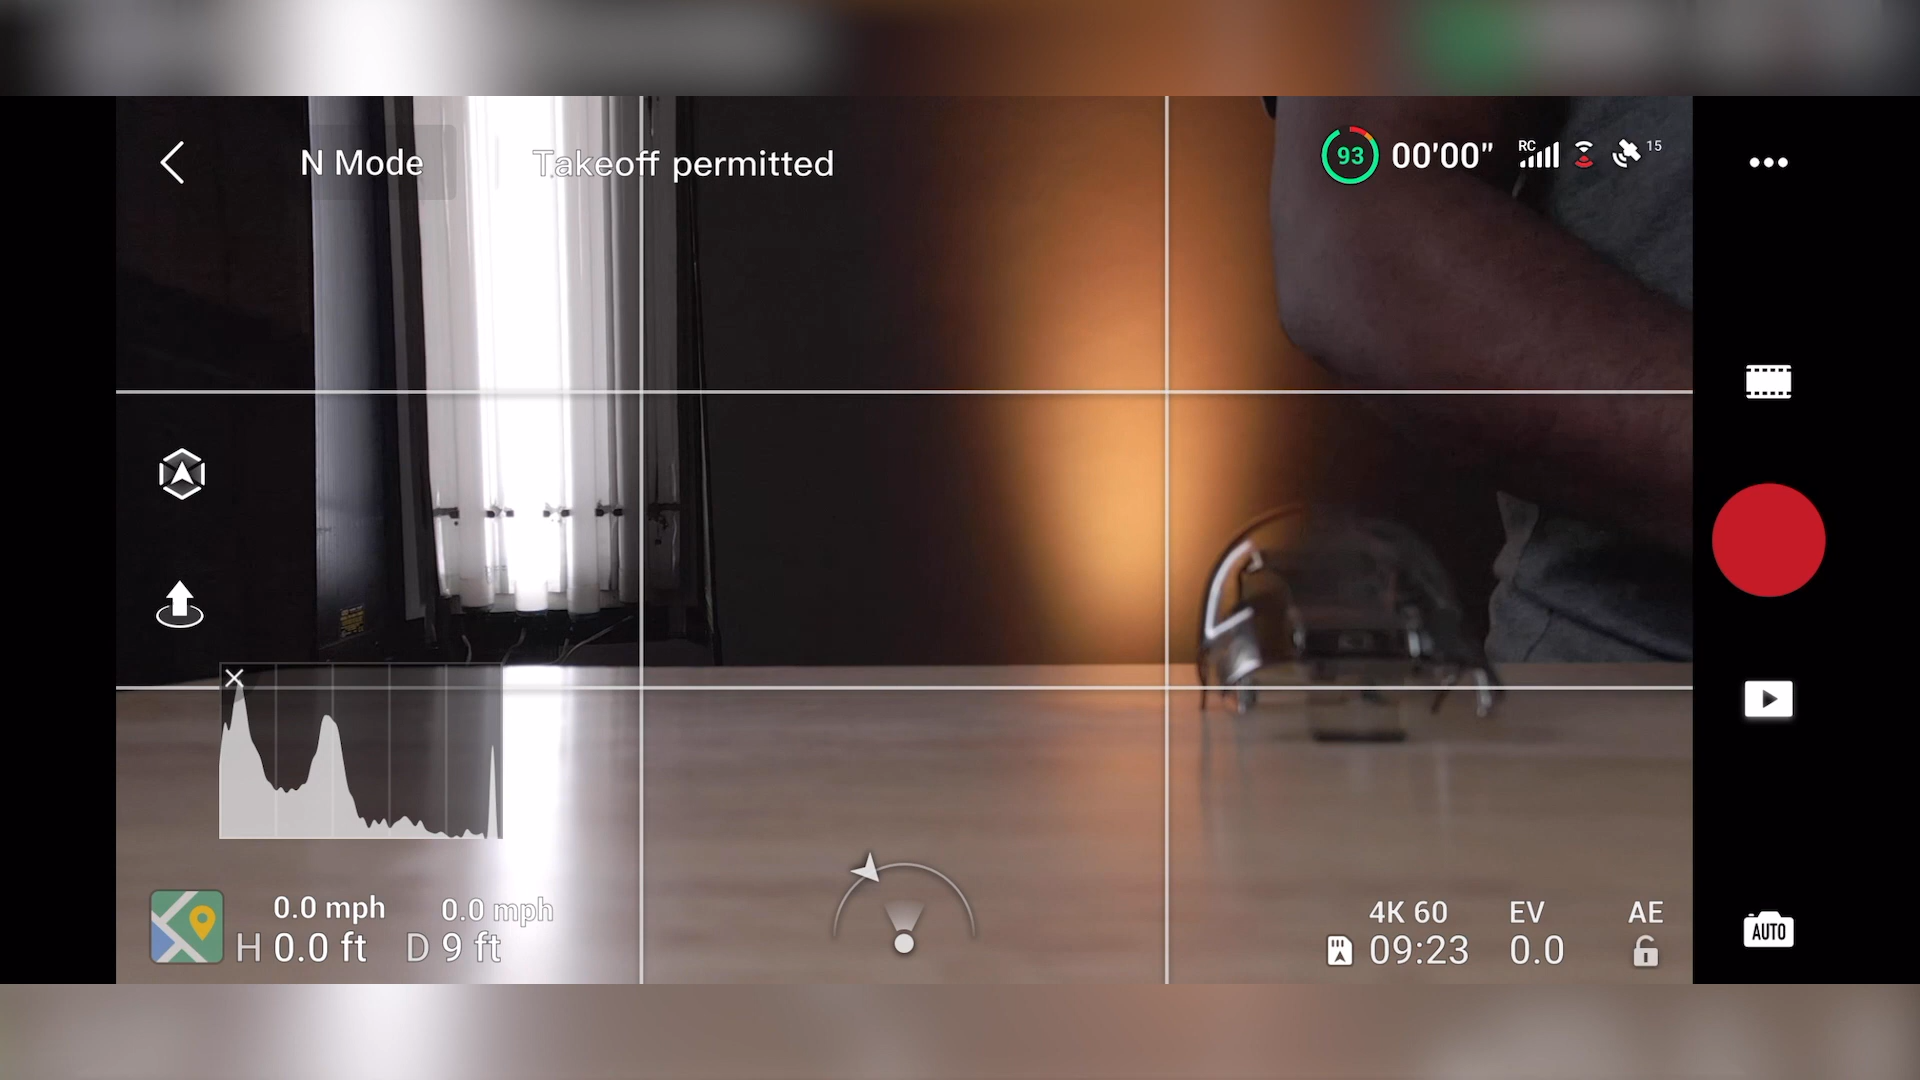 N Mode
Takeoff permitted
93
00'00"
RC
15
0.0 mph
0.0 mph
H 0.0 ft
D 9 ft
4K 60
EV
AE
09:23
0.0
AUTO